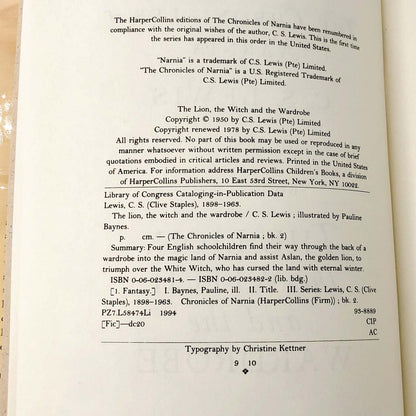 The HarperCollins editions of The Chronicles of Narnia have been renumbered in
compliance with the original wishes of the author, C. S. Lewis. This is the first time
the series has appeared in this order in the United States.
"Narnia" is a trademark of C.S. Lewis (Pte) Limited.
"The Chronicles of Narnia" is a U.S. Registered Trademark of
C.S. Lewis (Pte) Limited.
The Lion, the Witch and the Wardrobe
Copyright © 1950 by C.S. Lewis (Pte) Limited
Copyright renewed 1978 by C.S. Lewis (Pte) Limited
All rights reserved. No part of this book may be used or reproduced in any
manner whatsoever without written permission except in the case of brief
quotations embodied in critical articles and reviews. Printed in the United States
of America. For information address HarperCollins Children's Books, a division
of HarperCollins Publishers, 10 East 53rd Street, New York, NY 10022.
Library of Congress Cataloging-in-Publication Data
Lewis, C. S. (Clive Staples), 1898–1963.
The lion, the witch and the wardrobe / C.S. Lewis ; illustrated by Pauline
Baynes.
p. cm. — (The Chronicles of Narnia ; bk. 2)
Summary: Four English schoolchildren find their way through the back of a
wardrobe into the magic land of Narnia and assist Aslan, the golden lion, to
triumph over the White Witch, who has cursed the land with eternal winter.
ISBN 0-06-023481-4. — ISBN 0-06-023482-2 (lib. bdg.)
[1. Fantasy.] I. Baynes, Pauline, ill. II. Title. III. Series: Lewis, C. S. (Clive
Staples), 1898–1963. Chronicles of Narnia (HarperCollins (Firm)) ; bk. 2.
PZ7.L58474Li 1994 93-8889
[Fic]—dc20 CIP
AC
Typography by Christine Kettner
9 10